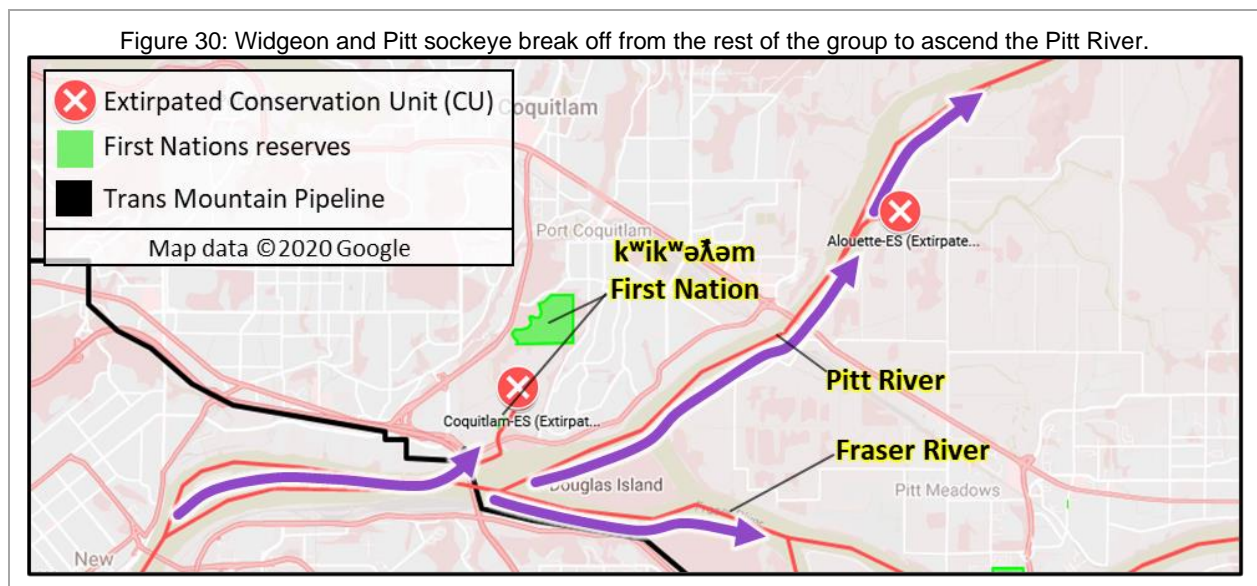 Figure 30: Widgeon and Pitt sockeye break off from the rest of the group to ascend the Pitt River.
Extirpated Conservation Unit (CU)
First Nations reserves
Trans Mountain Pipeline
Map data ©2020 Google
Coquitlam
Port Coquitlam
kʷikʷəƛ̓əm
First Nation
Alouette-ES (Extirpate...
Coquitlam-ES (Extirpat...
Pitt River
Fraser River
Douglas Island
Pitt Meadows
New